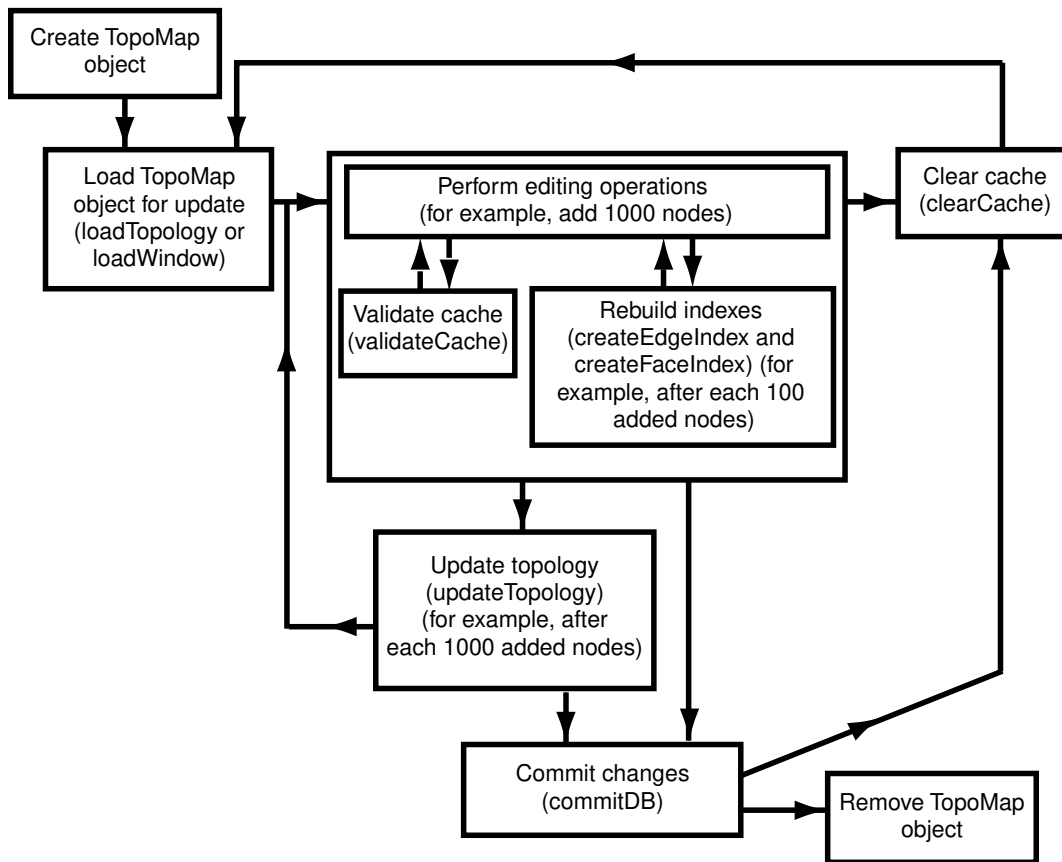 Create TopoMap
object
Load TopoMap
object for update
(loadTopology or
loadWindow)
Perform editing operations
(for example, add 1000 nodes)
Clear cache
(clearCache)
Validate cache
(validateCache)
Rebuild indexes
(createEdgeIndex and
createFaceIndex) (for
example, after each 100
added nodes)
Update topology
(updateTopology)
(for example, after
each 1000 added nodes)
Commit changes
(commitDB)
Remove TopoMap
object